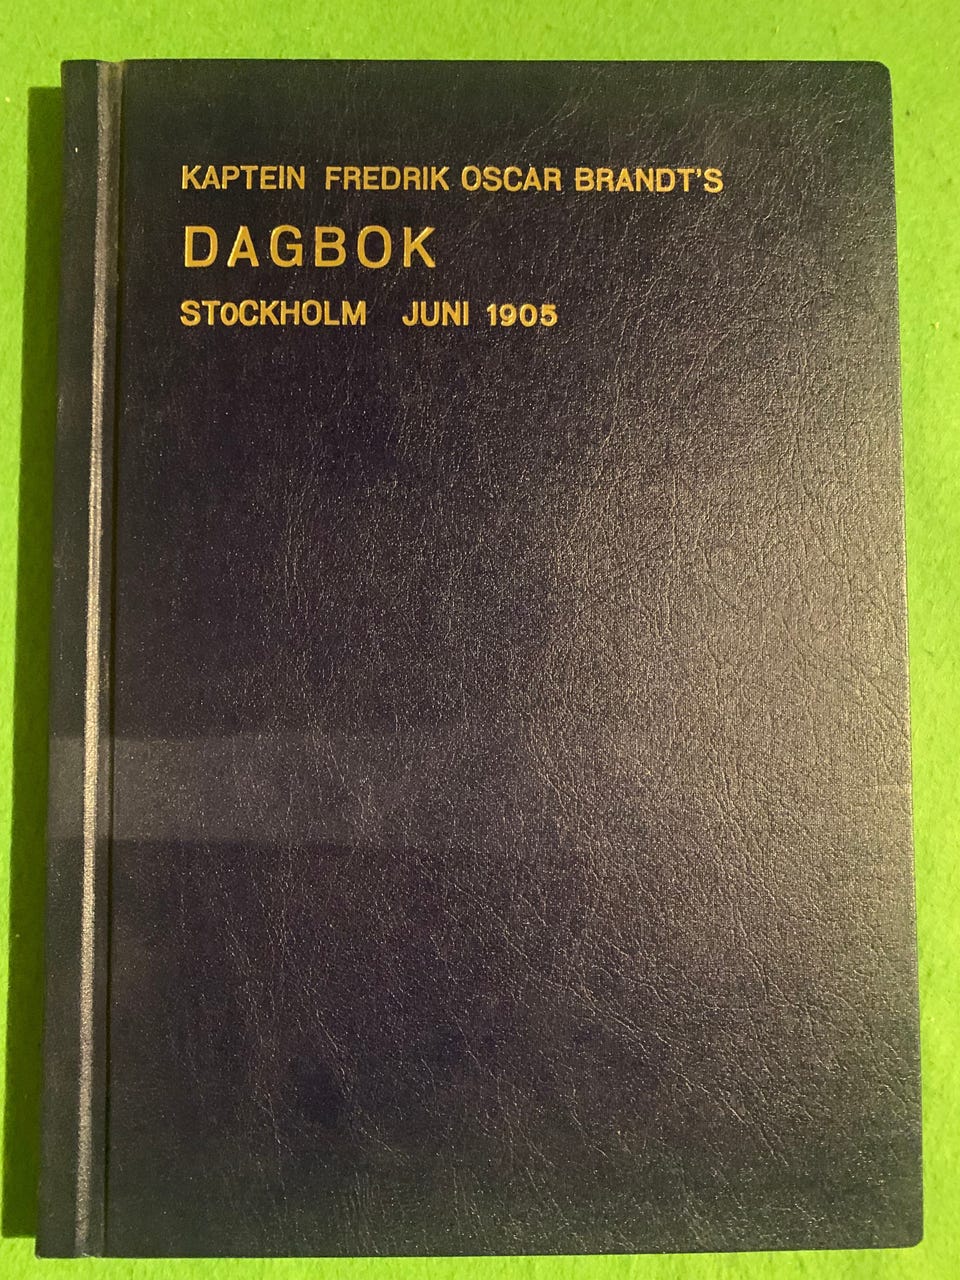 KAPTEIN FREDRIK OSCAR BRANDT'S
DAGBOK
STOCKHOLM JUNI 1905